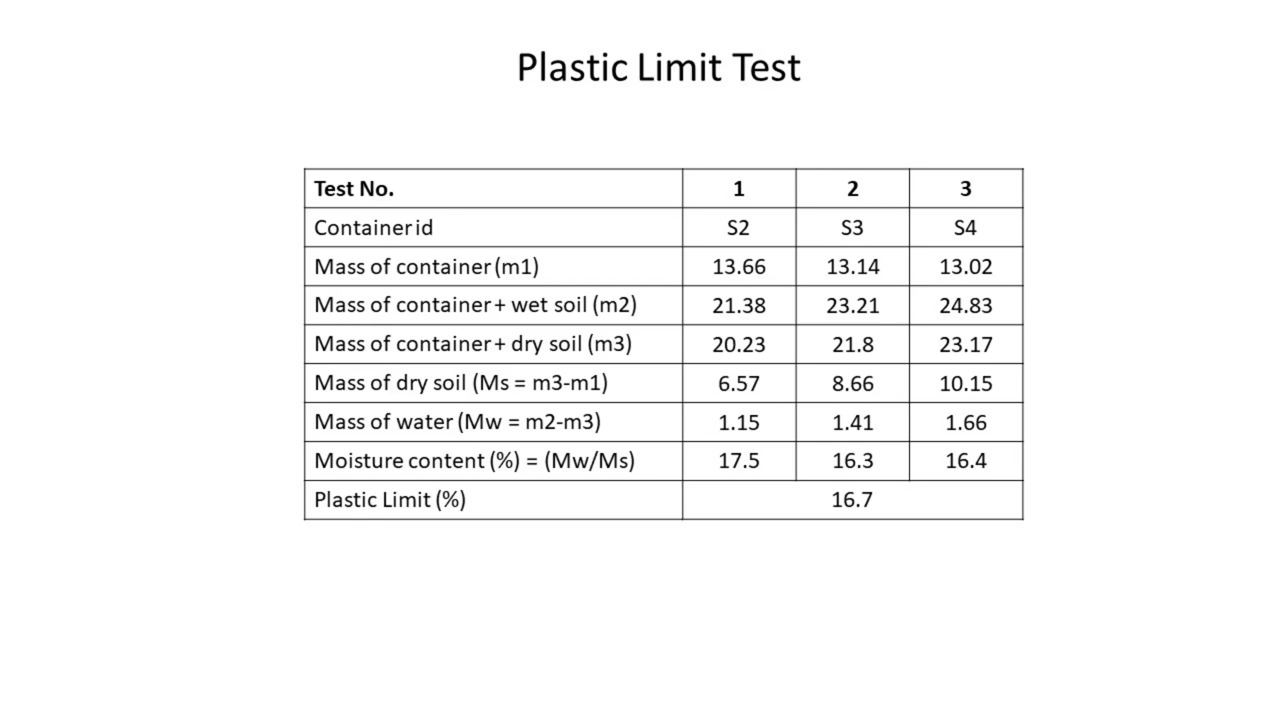 Plastic Limit Test
Test No. 1 2 3
Container id S2 S3 S4
Mass of container (m1) 13.66 13.14 13.02
Mass of container + wet soil (m2) 21.38 23.21 24.83
Mass of container + dry soil (m3) 20.23 21.8 23.17
Mass of dry soil (Ms = m3-m1) 6.57 8.66 10.15
Mass of water (Mw = m2-m3) 1.15 1.41 1.66
Moisture content (%) = (Mw/Ms) 17.5 16.3 16.4
Plastic Limit (%) 16.7